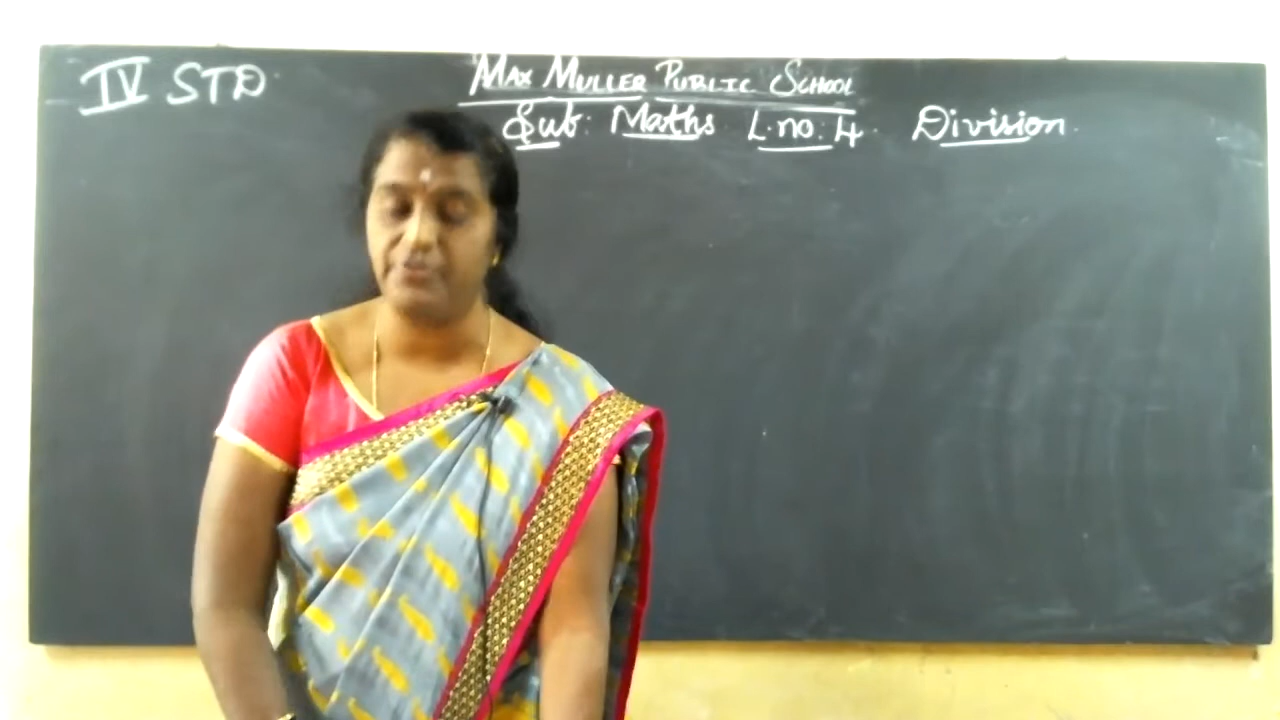 IV STD
MAX MULLER PUBLIC SCHOOL
Sub: Maths L.no: 4. Division.